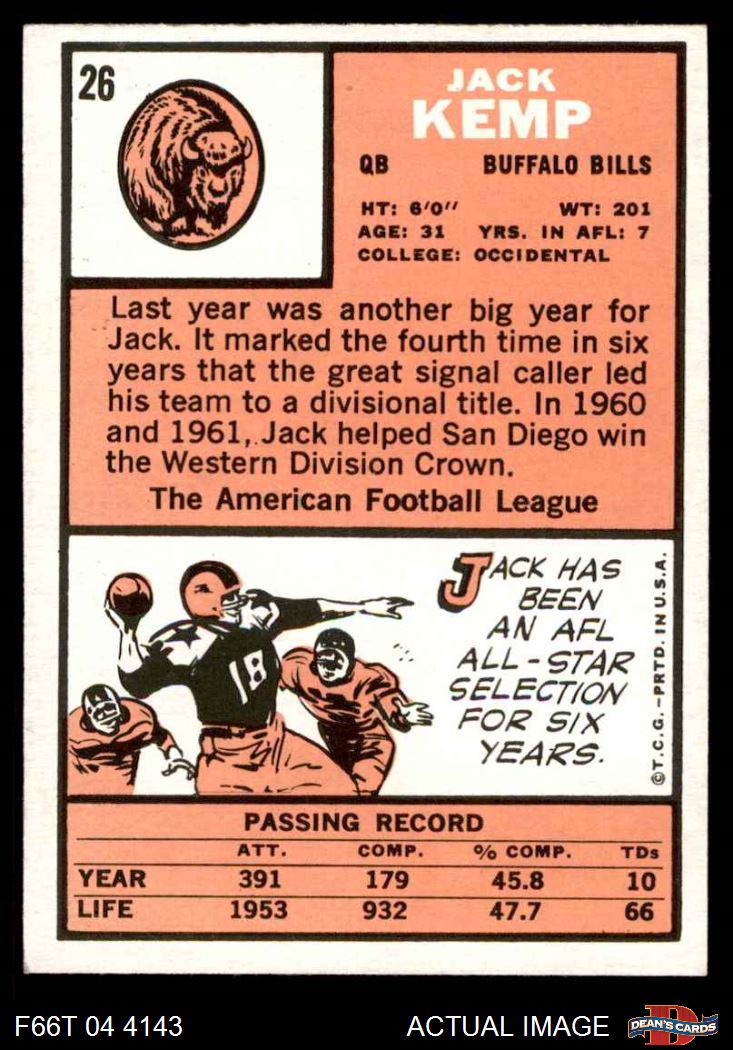 26
JACK
KEMP
QB BUFFALO BILLS
HT: 6'0" WT: 201
AGE: 31 YRS. IN AFL: 7
COLLEGE: OCCIDENTAL
Last year was another big year for
Jack. It marked the fourth time in six
years that the great signal caller led
his team to a divisional title. In 1960
and 1961, Jack helped San Diego win
the Western Division Crown.
The American Football League
JACK HAS
BEEN
AN AFL
ALL-STAR
SELECTION
FOR SIX
YEARS.
18
©T.C.G.-PRTD. IN U.S.A.
PASSING RECORD
ATT. COMP. % COMP. TDs
YEAR 391 179 45.8 10
LIFE 1953 932 47.7 66
F66T 04 4143 ACTUAL IMAGE D DEAN'S CARDS